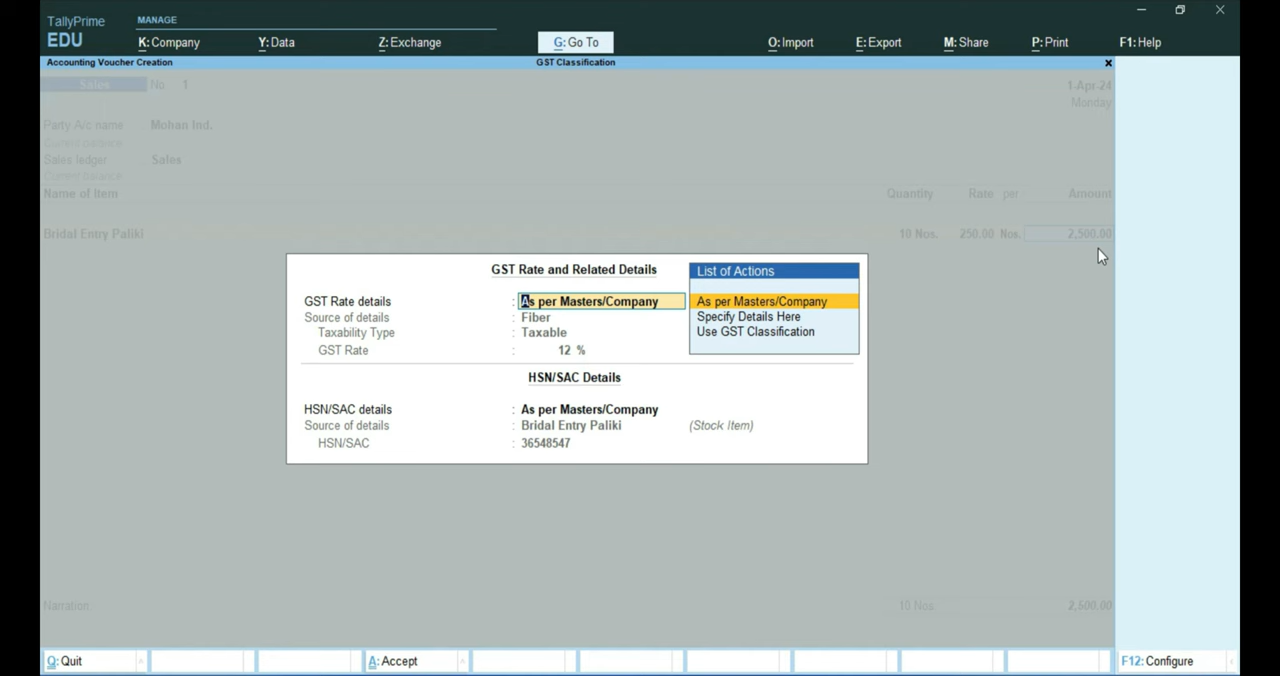 TallyPrime
EDU
MANAGE
K: Company
Y: Data
Z: Exchange
G: Go To
O: Import
E: Export
M: Share
P: Print
F1: Help
Accounting Voucher Creation
GST Classification
Sales No. 1
1-Apr-24
Monday
Party A/c name Mohan Ind.
Current balance
Sales ledger Sales
Current balance
Name of Item Quantity Rate per Amount
Bridal Entry Paliki 10 Nos. 250.00 Nos. 2,500.00
GST Rate and Related Details
GST Rate details : As per Masters/Company
Source of details : Fiber
Taxability Type : Taxable
GST Rate : 12 %
List of Actions
As per Masters/Company
Specify Details Here
Use GST Classification
HSN/SAC Details
HSN/SAC details : As per Masters/Company
Source of details : Bridal Entry Paliki (Stock Item)
HSN/SAC : 36548547
Narration: 10 Nos. 2,500.00
Q: Quit
A: Accept
F12: Configure